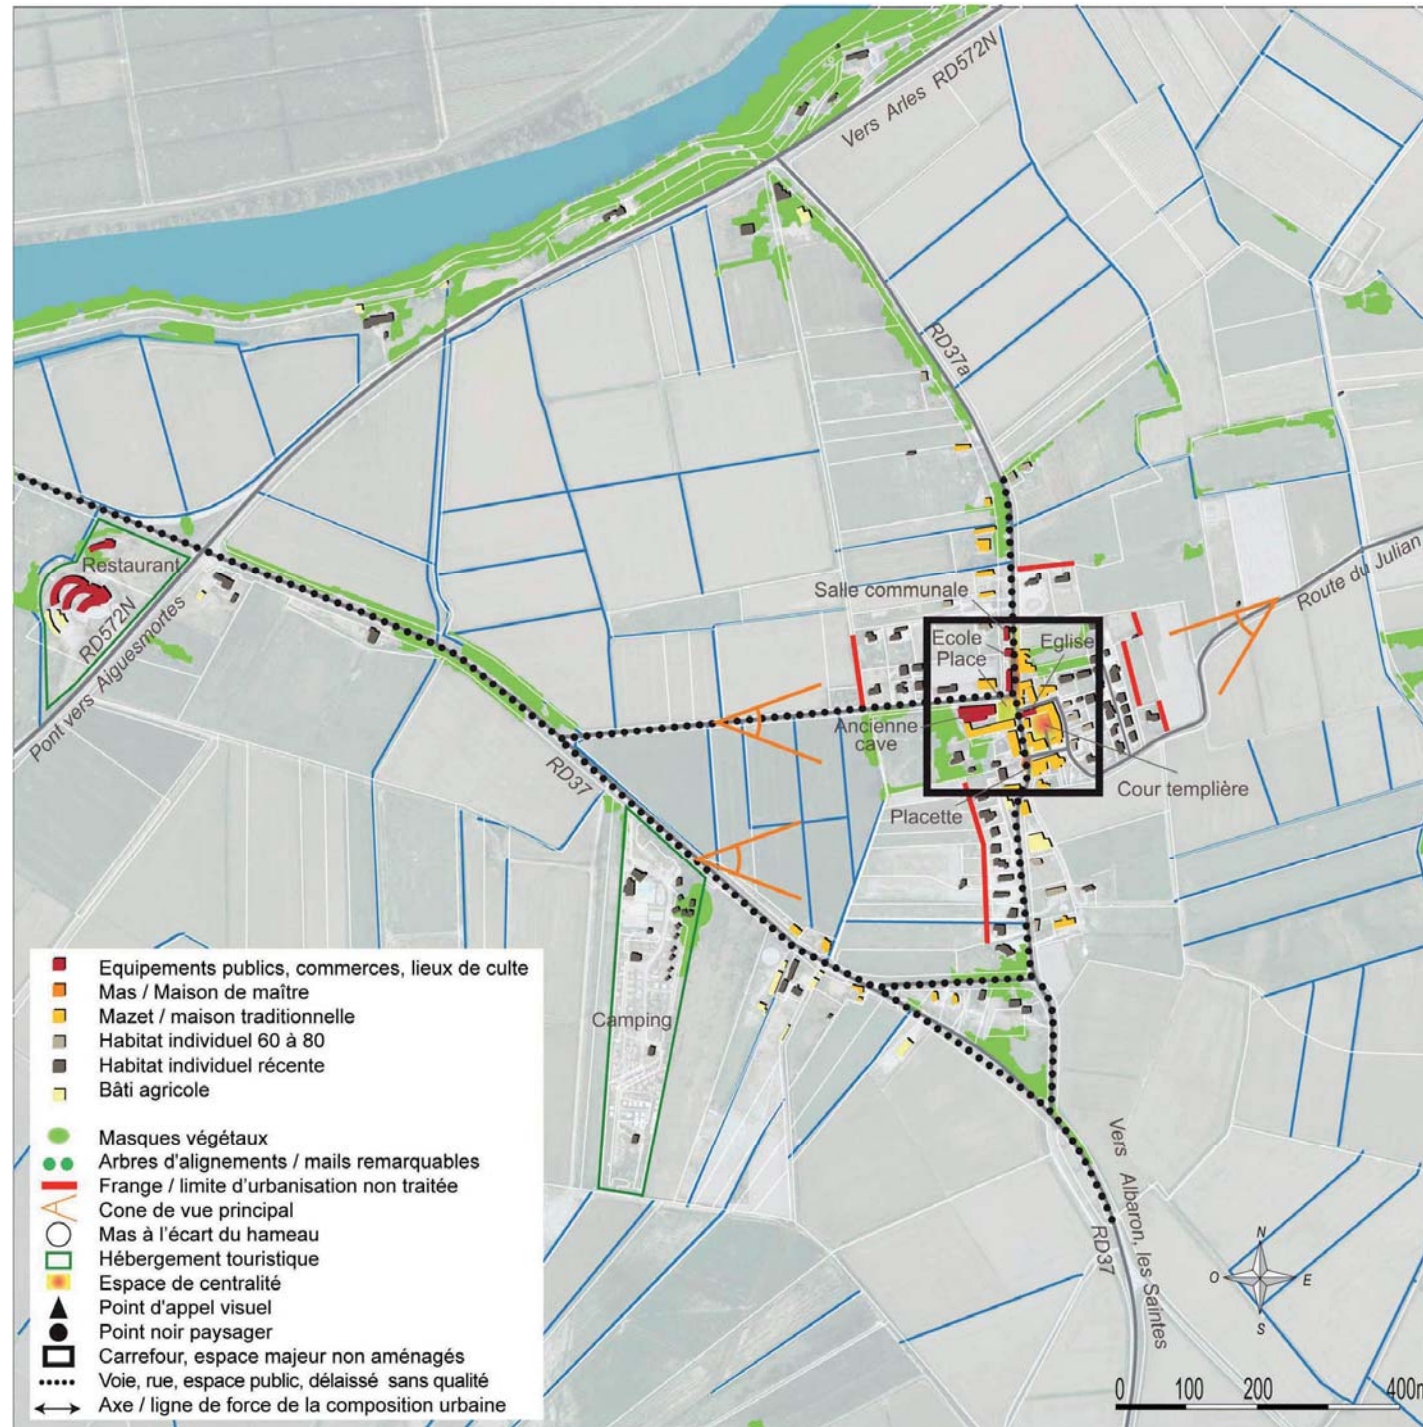 Vers Arles RD572N
RD37a
Route du Julian
Restaurant
RD572N
Pont vers Aiguesmortes
Salle communale
Ecole
Eglise
Place
Ancienne
cave
Cour templière
Placette
RD37
Camping
Vers Albaron, les Saintes
RD37
Equipements publics, commerces, lieux de culte
Mas / Maison de maître
Mazet / maison traditionnelle
Habitat individuel 60 à 80
Habitat individuel récente
Bâti agricole
Masques végétaux
Arbres d'alignements / mails remarquables
Frange / limite d'urbanisation non traitée
Cone de vue principal
Mas à l'écart du hameau
Hébergement touristique
Espace de centralité
Point d'appel visuel
Point noir paysager
Carrefour, espace majeur non aménagés
Voie, rue, espace public, délaissé sans qualité
Axe / ligne de force de la composition urbaine
N
O E
S
0 100 200 400m